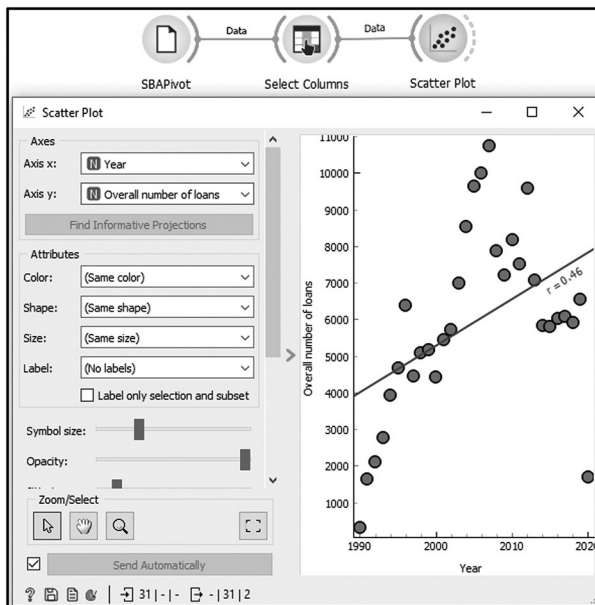 Data
Data
SBAPivot
Select Columns
Scatter Plot
Scatter Plot
Axes
Axis x:
N Year
Axis y:
N Overall number of loans
Find Informative Projections
Attributes
Color:
(Same color)
Shape:
(Same shape)
Size:
(Same size)
Label:
(No labels)
Label only selection and subset
Symbol size:
Opacity:
Zoom/Select
Send Automatically
? 31 | - | - - | 31 | 2
11000
10000
9000
8000
7000
6000
5000
4000
3000
2000
1000
Overall number of loans
r = 0.46
1990
2000
2010
2020
Year